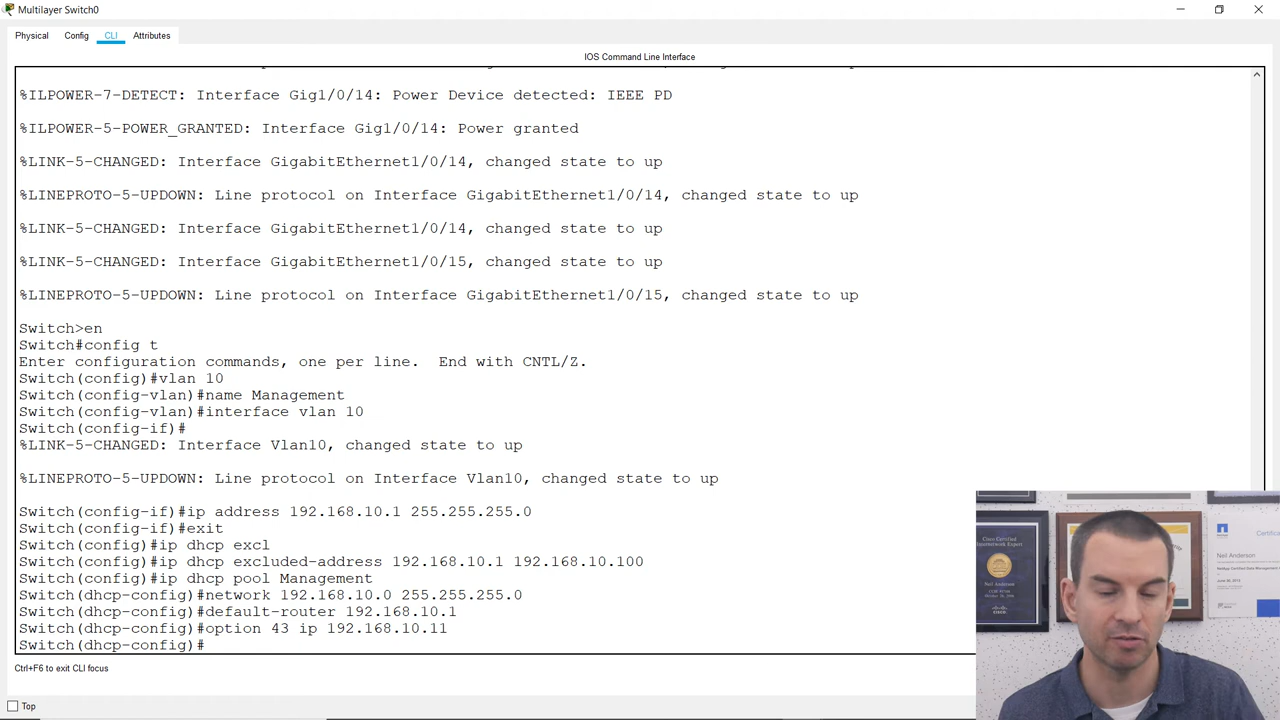 Multilayer Switch0
Physical Config CLI Attributes
IOS Command Line Interface
%ILPOWER-7-DETECT: Interface Gig1/0/14: Power Device detected: IEEE PD
%ILPOWER-5-POWER_GRANTED: Interface Gig1/0/14: Power granted
%LINK-5-CHANGED: Interface GigabitEthernet1/0/14, changed state to up
%LINEPROTO-5-UPDOWN: Line protocol on Interface GigabitEthernet1/0/14, changed state to up
%LINK-5-CHANGED: Interface GigabitEthernet1/0/14, changed state to up
%LINK-5-CHANGED: Interface GigabitEthernet1/0/15, changed state to up
%LINEPROTO-5-UPDOWN: Line protocol on Interface GigabitEthernet1/0/15, changed state to up
Switch>en
Switch#config t
Enter configuration commands, one per line. End with CNTL/Z.
Switch(config)#vlan 10
Switch(config-vlan)#name Management
Switch(config-vlan)#interface vlan 10
Switch(config-if)#
%LINK-5-CHANGED: Interface Vlan10, changed state to up
%LINEPROTO-5-UPDOWN: Line protocol on Interface Vlan10, changed state to up
Switch(config-if)#ip address 192.168.10.1 255.255.255.0
Switch(config-if)#exit
Switch(config)#ip dhcp excl
Switch(config)#ip dhcp excluded-address 192.168.10.1 192.168.10.100
Switch(config)#ip dhcp pool Management
Switch(dhcp-config)#network 192.168.10.0 255.255.255.0
Switch(dhcp-config)#default-router 192.168.10.1
Switch(dhcp-config)#option 43 ip 192.168.10.11
Switch(dhcp-config)#
Ctrl+F6 to exit CLI focus
Top
Cisco Certified
Internetwork Expert
Neil Anderson
Neil Anderson